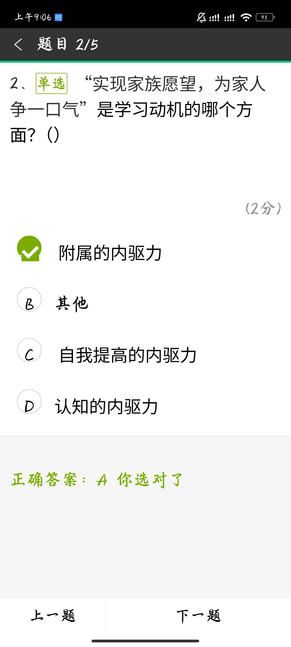 上午9:06
91
题目 2/5
2、单选 “实现家族愿望，为家人
争一口气”是学习动机的哪个方
面？()
(2分)
附属的内驱力
B 其他
C 自我提高的内驱力
D 认知的内驱力
正确答案：A 你选对了
上一题 下一题